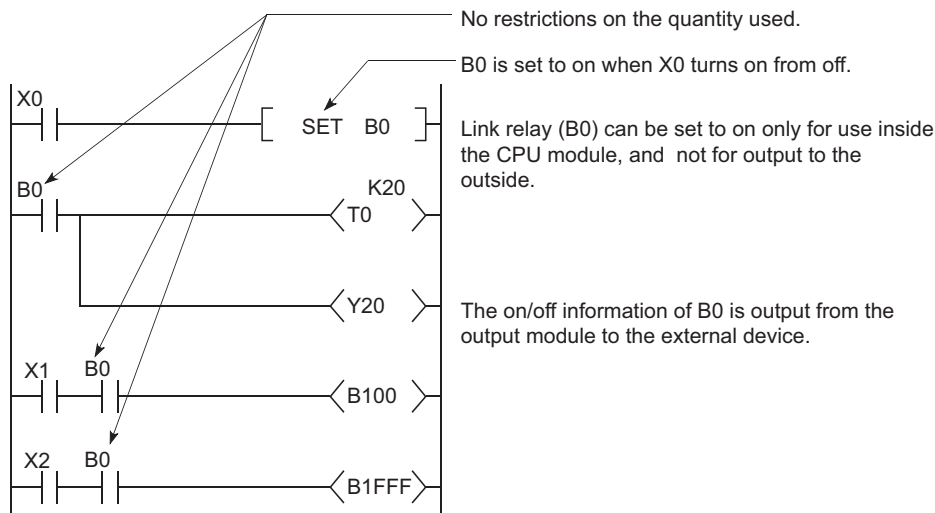 No restrictions on the quantity used.
B0 is set to on when X0 turns on from off.
X0
SET B0
Link relay (B0) can be set to on only for use inside
the CPU module, and not for output to the
outside.
B0
K20
T0
Y20
The on/off information of B0 is output from the
output module to the external device.
X1 B0
B100
X2 B0
B1FFF